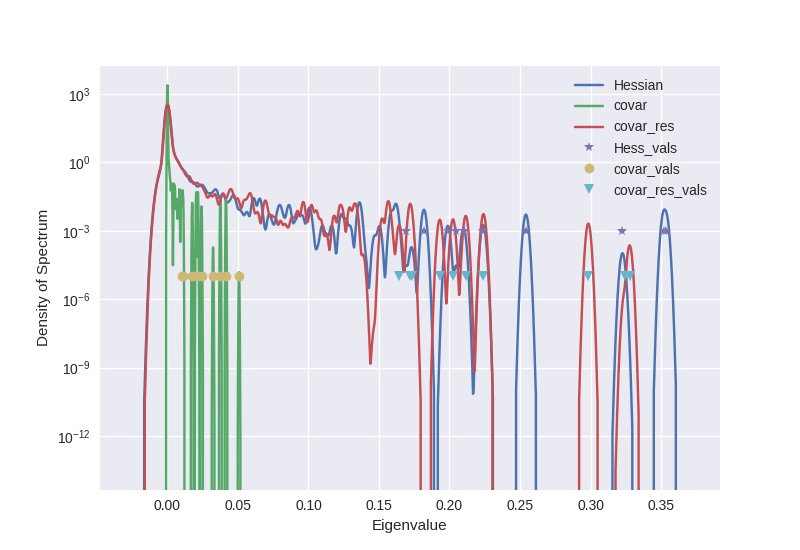 Hessian
covar
covar_res
Hess_vals
covar_vals
covar_res_vals
10^3
10^0
10^−3
10^−6
10^−9
10^−12
Density of Spectrum
0.00 0.05 0.10 0.15 0.20 0.25 0.30 0.35
Eigenvalue